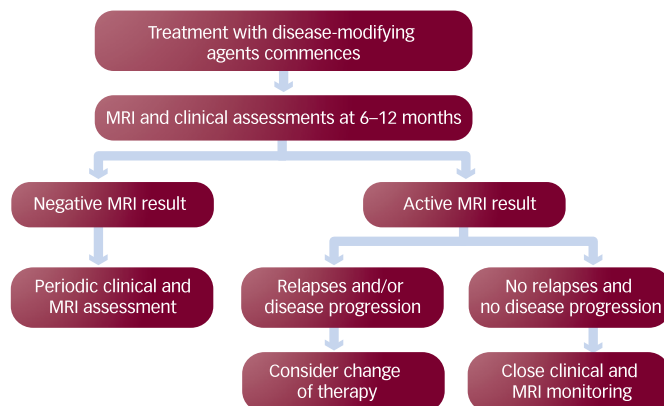 Treatment with disease-modifying
agents commences
MRI and clinical assessments at 6–12 months
Negative MRI result
Active MRI result
Periodic clinical and
MRI assessment
Relapses and/or
disease progression
No relapses and
no disease progression
Consider change
of therapy
Close clinical and
MRI monitoring